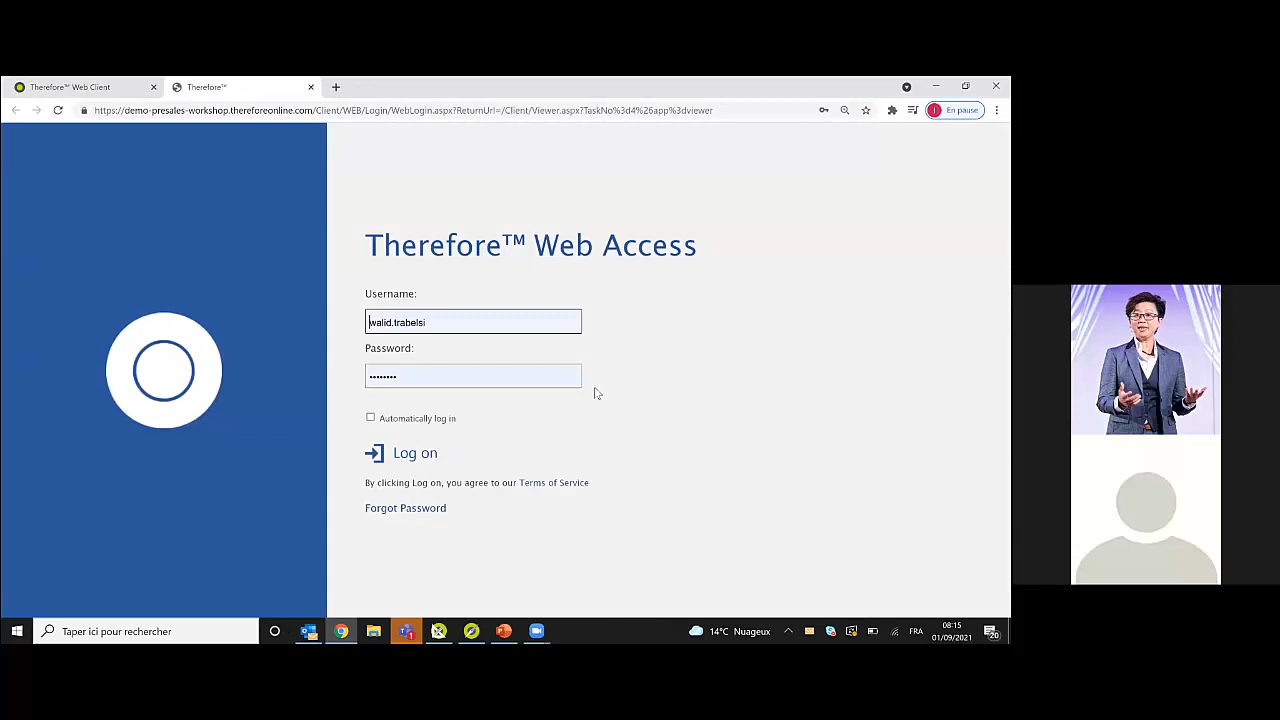 Therefore™ Web Client
Therefore™
https://demo-presales-workshop.thereforeonline.com/Client/WEB/Login/WebLogin.aspx?ReturnUrl=/Client/Viewer.aspx?TaskNo%3d4%26app%3dviewer
En pause
Therefore™ Web Access
Username:
walid.trabelsi
Password:
••••••••
Automatically log in
Log on
By clicking Log on, you agree to our Terms of Service
Forgot Password
Taper ici pour rechercher
14°C Nuageux
FRA
08:15
01/09/2021
20